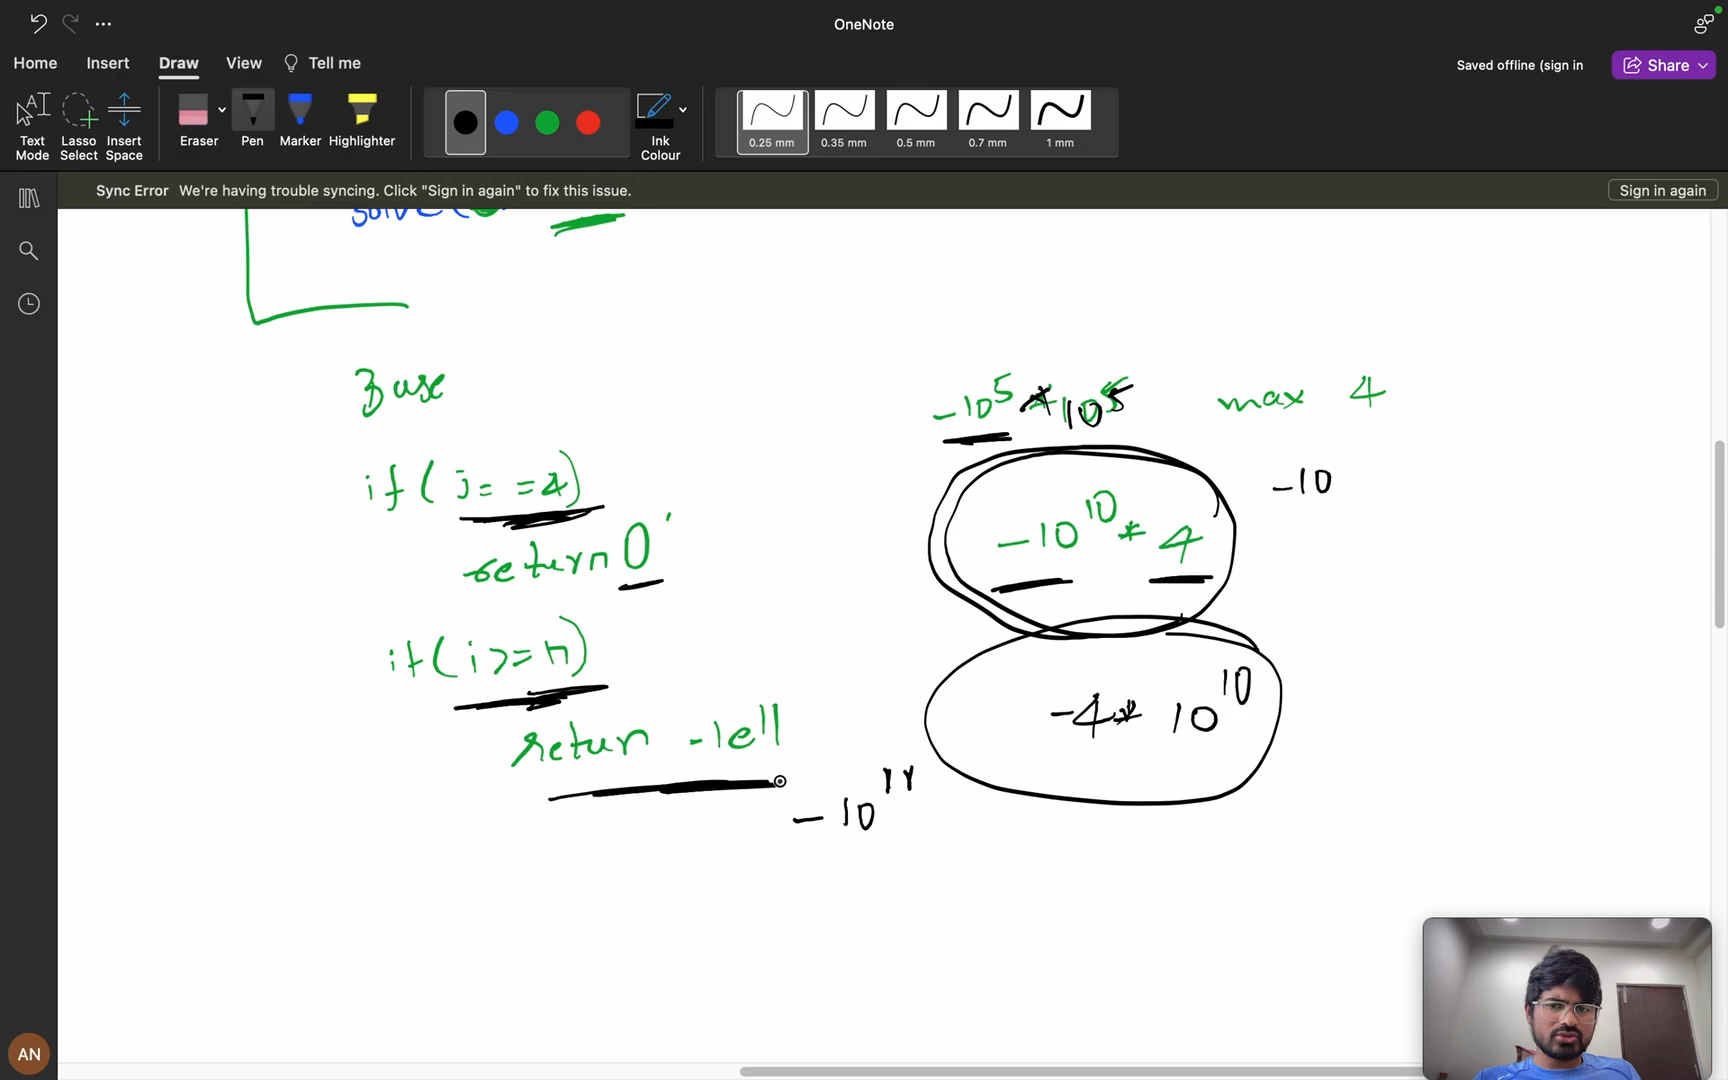 OneNote
Home Insert Draw View Tell me
Saved offline (sign in
Share
Text Mode
Lasso Select
Insert Space
Eraser
Pen
Marker
Highlighter
Ink Colour
0.25 mm
0.35 mm
0.5 mm
0.7 mm
1 mm
Sync Error We're having trouble syncing. Click "Sign in again" to fix this issue.
Sign in again
solve(
Base
-10^5 * 10^5 max 4
if ( j = = 4)
-10
return 0
-10^10 * 4
if ( i >= n)
-4 * 10^10
return -1e11
-10^11
AN